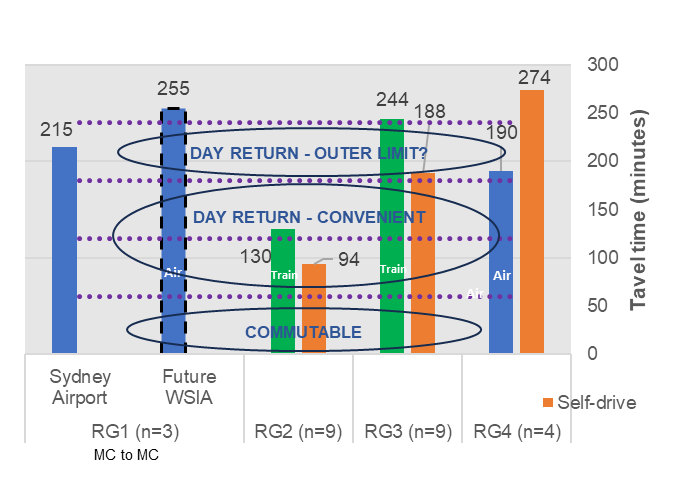 300
274
255
244
250
188
215
190
DAY RETURN - OUTER LIMIT?
200
150
DAY RETURN - CONVENIENT
130
94
100
Air
Train
Train
Air
Air
50
COMMUTABLE
0
Tavel time (minutes)
Sydney
Airport
Future
WSIA
Self-drive
RG1 (n=3)
RG2 (n=9)
RG3 (n=9)
RG4 (n=4)
MC to MC